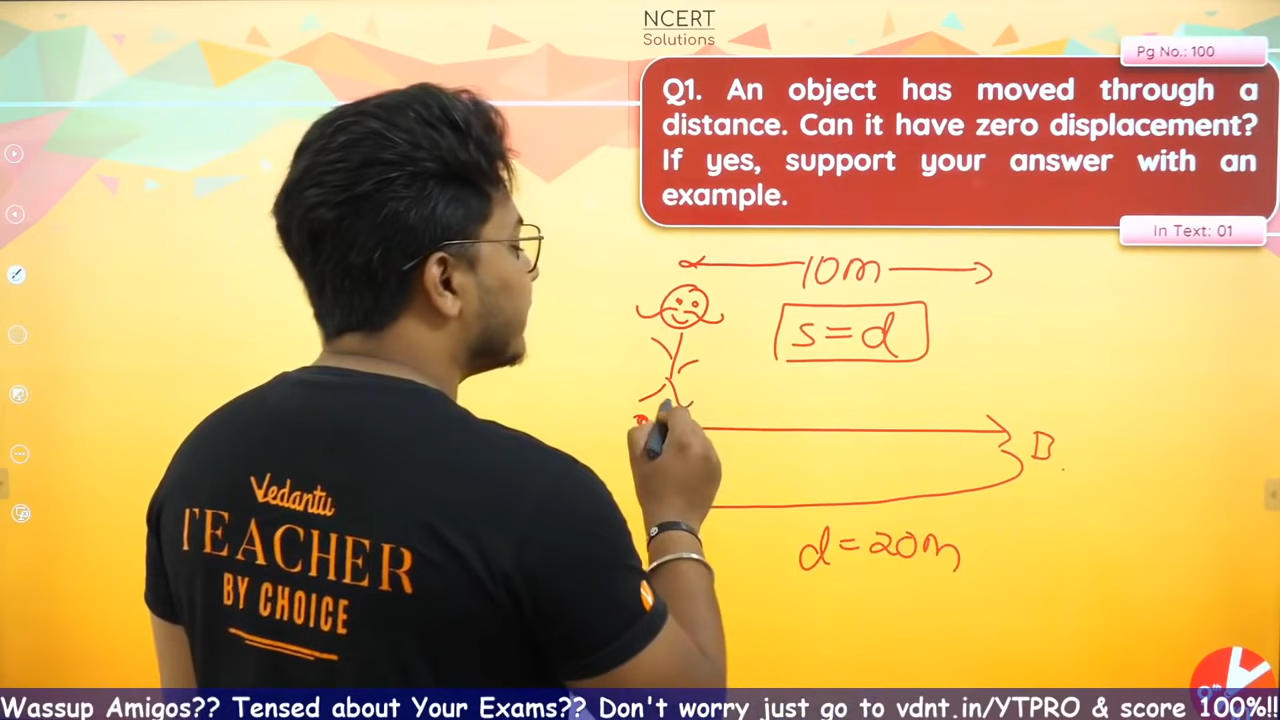 NCERT
Solutions
Pg No.: 100
Q1. An object has moved through a
distance. Can it have zero displacement?
If yes, support your answer with an
example.
In Text: 01
10m
s=d
B
d=20m
Vedantu
TEACHER
BY CHOICE
9th
Wassup Amigos?? Tensed about Your Exams?? Don't worry just go to vdnt.in/YTPRO & score 100%!!